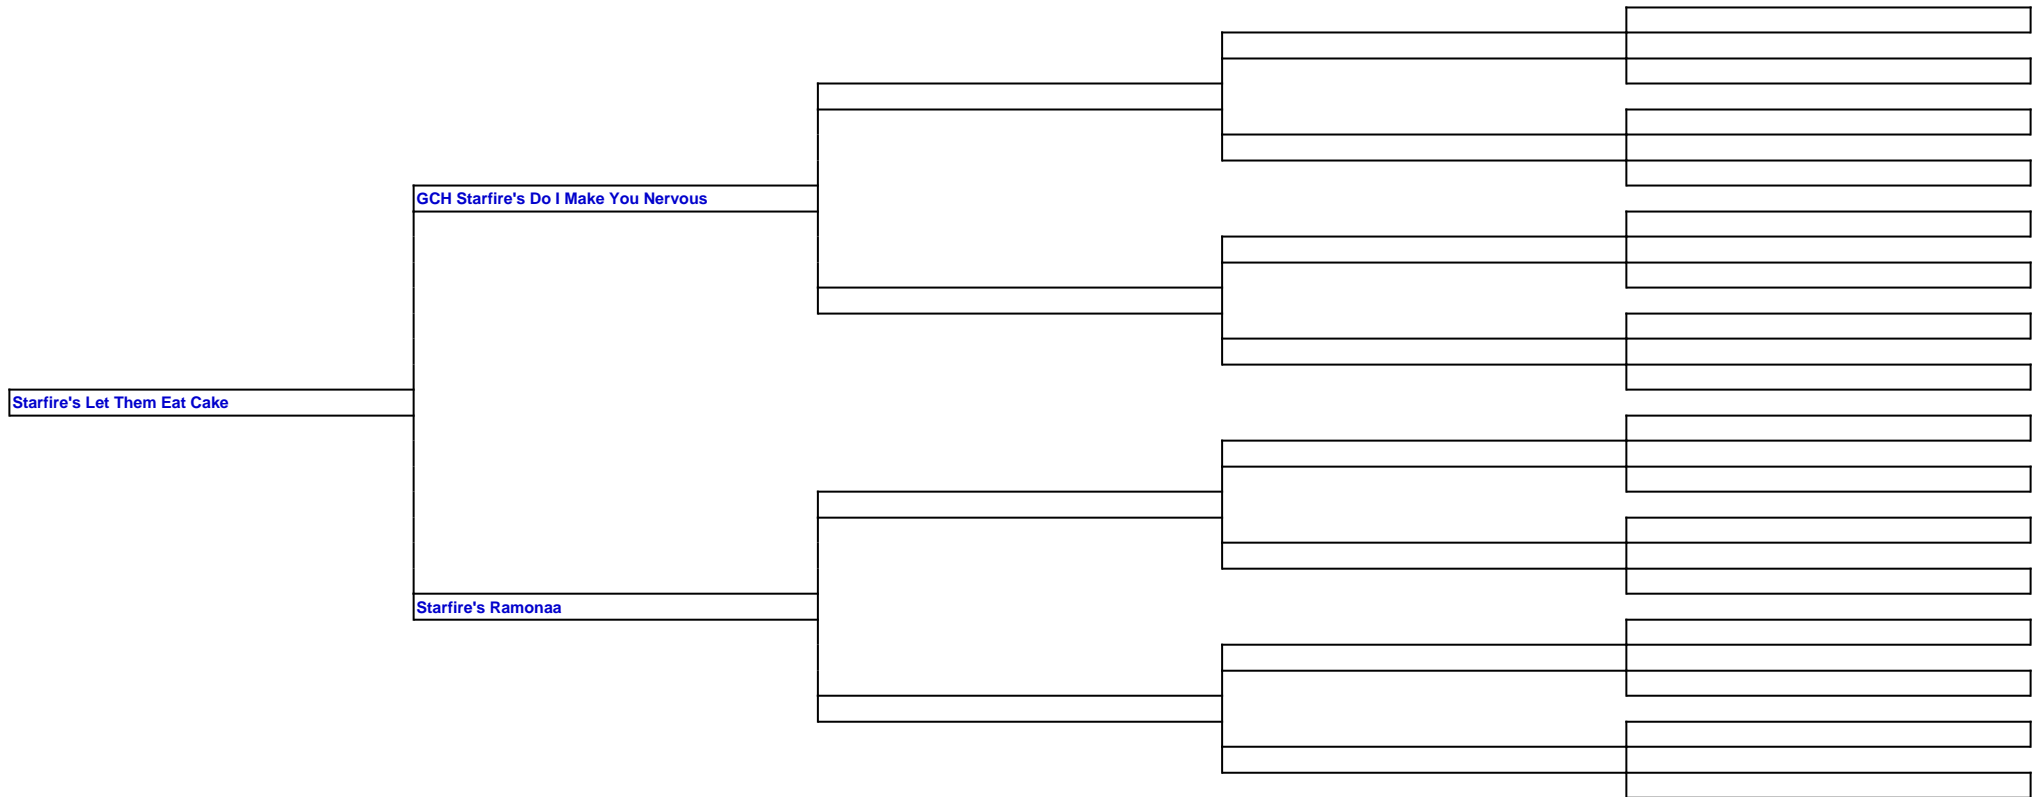 GCH Starfire's Do I Make You Nervous
Starfire's Let Them Eat Cake
Starfire's Ramonaa